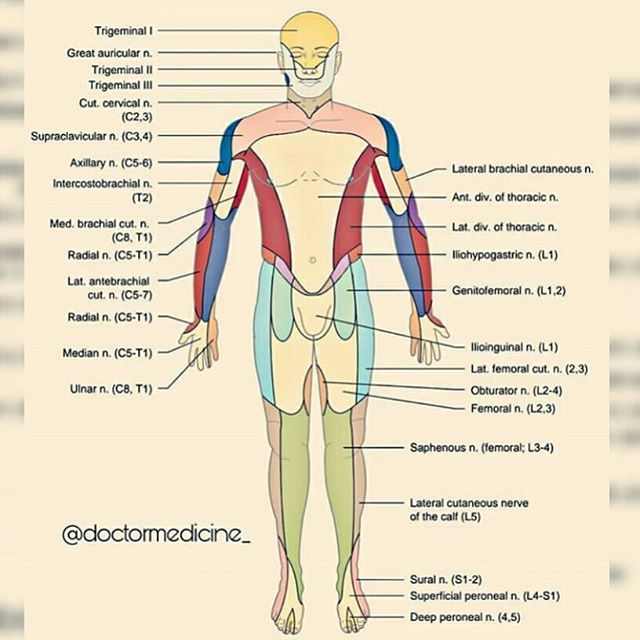 Trigeminal I
Great auricular n.
Trigeminal II
Trigeminal III
Cut. cervical n.
(C2,3)
Supraclavicular n. (C3,4)
Axillary n. (C5-6)
Intercostobrachial n.
(T2)
Med. brachial cut. n.
(C8, T1)
Radial n. (C5-T1)
Lat. antebrachial
cut. n. (C5-7)
Radial n. (C5-T1)
Median n. (C5-T1)
Ulnar n. (C8, T1)
Lateral brachial cutaneous n.
Ant. div. of thoracic n.
Lat. div. of thoracic n.
Iliohypogastric n. (L1)
Genitofemoral n. (L1,2)
Ilioinguinal n. (L1)
Lat. femoral cut. n. (2,3)
Obturator n. (L2-4)
Femoral n. (L2,3)
Saphenous n. (femoral; L3-4)
Lateral cutaneous nerve
of the calf (L5)
Sural n. (S1-2)
Superficial peroneal n. (L4-S1)
Deep peroneal n. (4,5)
@doctormedicine_